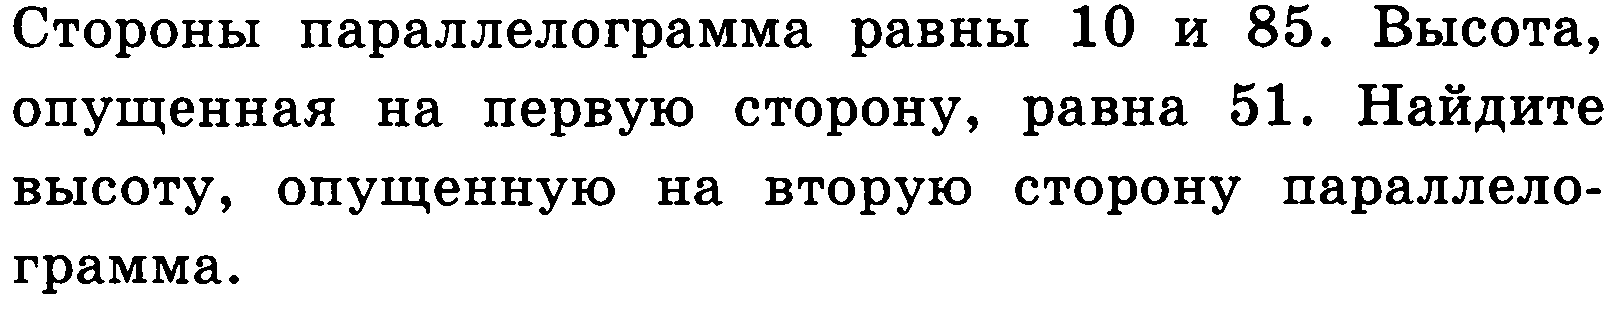 Стороны параллелограмма равны 10 и 85. Высота,
опущенная на первую сторону, равна 51. Найдите
высоту, опущенную на вторую сторону параллело-
грамма.